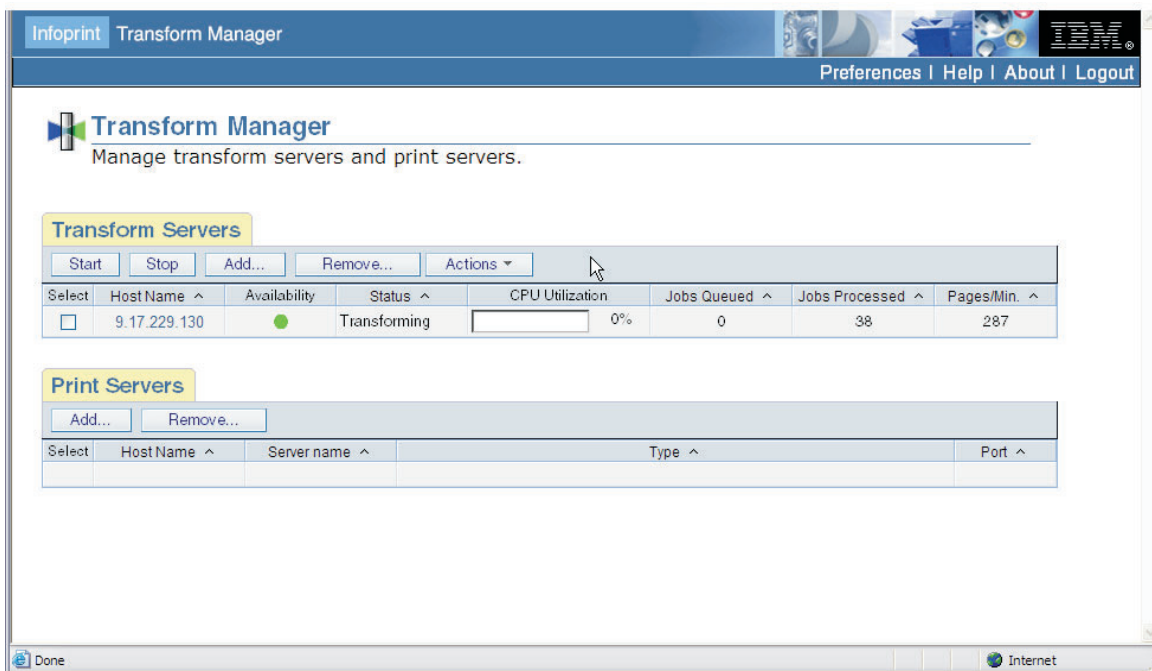 Infoprint Transform Manager
IBM®
Preferences | Help | About | Logout
Transform Manager
Manage transform servers and print servers.
Transform Servers
Start Stop Add... Remove... Actions
Select Host Name Availability Status CPU Utilization Jobs Queued Jobs Processed Pages/Min.
9.17.229.130 Transforming 0% 0 38 287
Print Servers
Add... Remove...
Select Host Name Server name Type Port
Done Internet